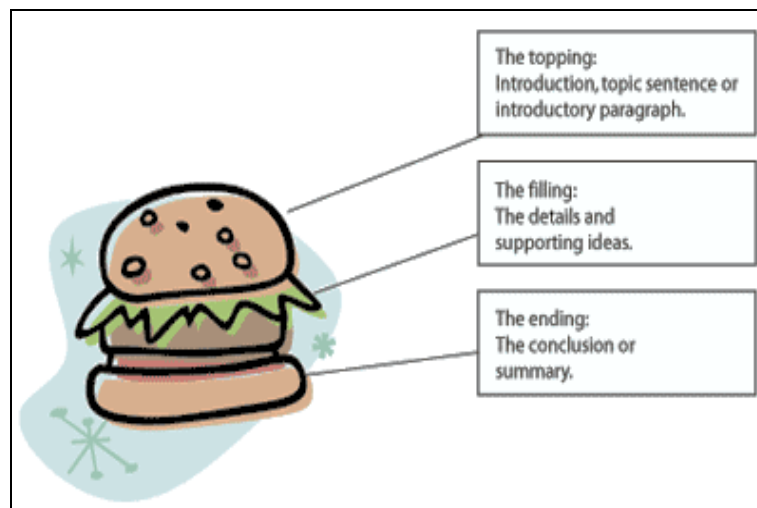 The topping:
Introduction, topic sentence or
introductory paragraph.
The filling:
The details and
supporting ideas.
The ending:
The conclusion or
summary.